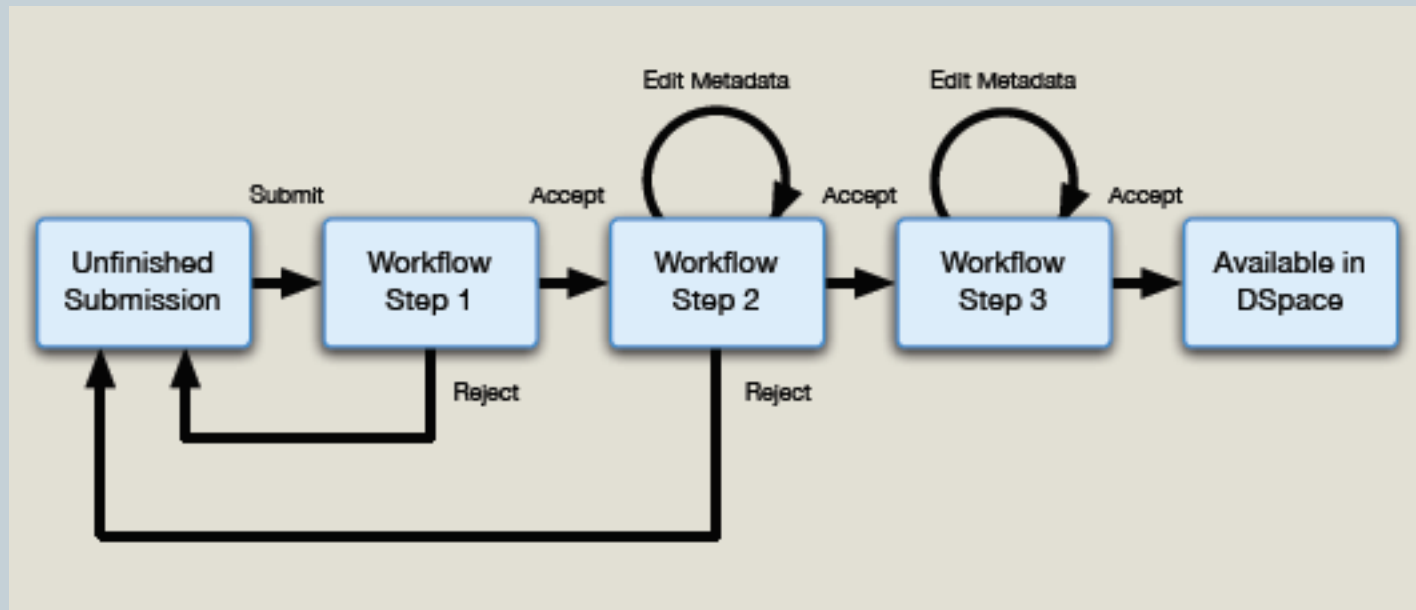 Edit Metadata
Edit Metadata
Submit
Accept
Accept
Accept
Unfinished
Submission
Workflow
Step 1
Workflow
Step 2
Workflow
Step 3
Available in
DSpace
Reject
Reject